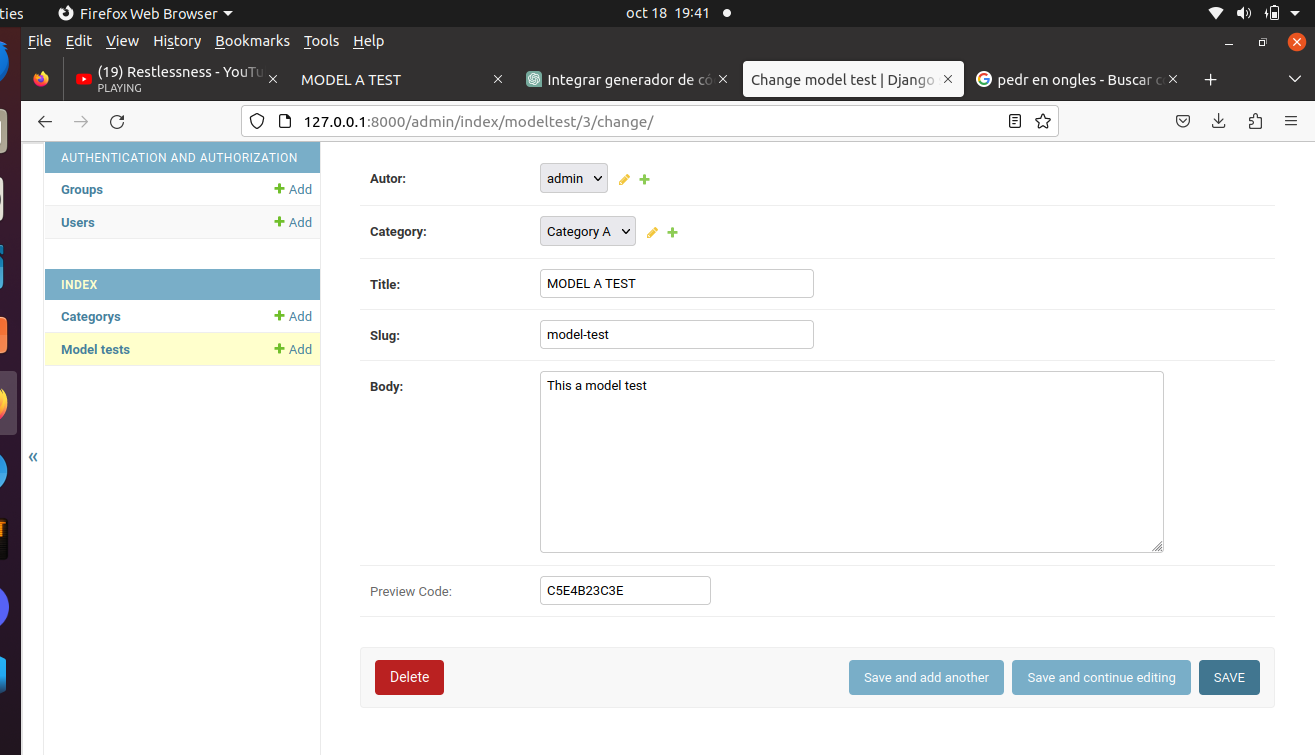 ties Firefox Web Browser oct 18 19:41
File Edit View History Bookmarks Tools Help
(19) Restlessness - YouTu
PLAYING
MODEL A TEST
Integrar generador de có
Change model test | Django
pedr en ongles - Buscar c
127.0.0.1:8000/admin/index/modeltest/3/change/
AUTHENTICATION AND AUTHORIZATION
Groups + Add
Users + Add
INDEX
Categorys + Add
Model tests + Add
«
Autor: admin
Category: Category A
Title: MODEL A TEST
Slug: model-test
Body: This a model test
Preview Code: C5E4B23C3E
Delete Save and add another Save and continue editing SAVE